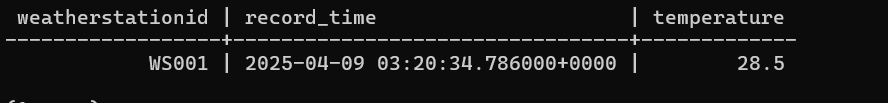 weatherstationid | record_time | temperature
-----------------+---------------------------------+-------------
WS001 | 2025-04-09 03:20:34.786000+0000 | 28.5